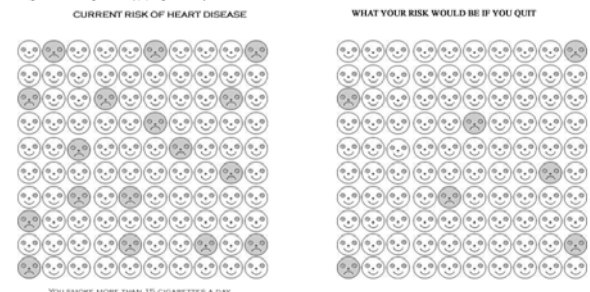 CURRENT RISK OF HEART DISEASE
WHAT YOUR RISK WOULD BE IF YOU QUIT
YOU SMOKE MORE THAN 15 CIGARETTES A DAY